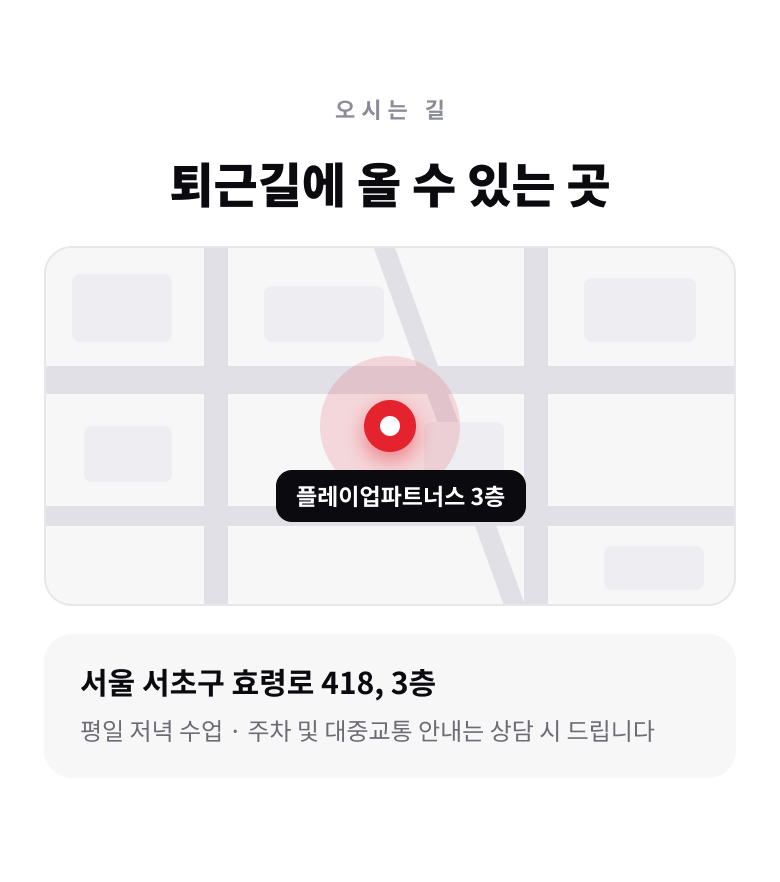 오시는 길
퇴근길에 올 수 있는 곳
플레이업파트너스 3층
서울 서초구 효령로 418, 3층
평일 저녁 수업 · 주차 및 대중교통 안내는 상담 시 드립니다